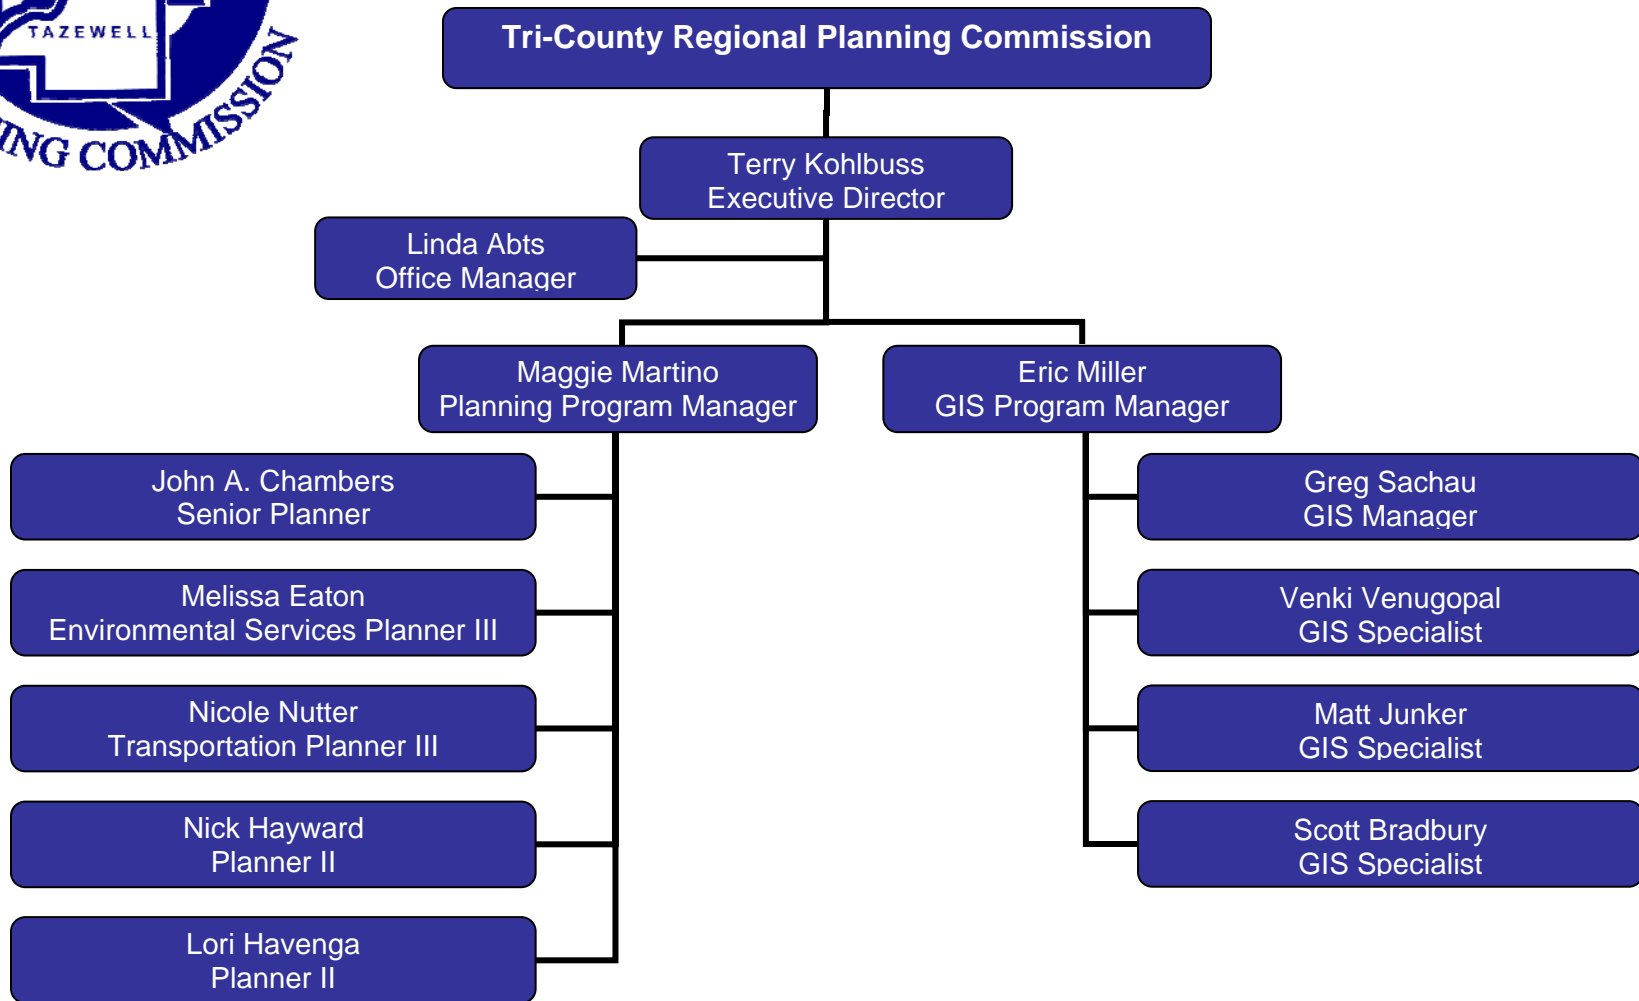 TAZEWELL
COMMISSION
Tri-County Regional Planning Commission
Terry Kohlbuss
Executive Director
Linda Abts
Office Manager
Maggie Martino
Planning Program Manager
Eric Miller
GIS Program Manager
John A. Chambers
Senior Planner
Greg Sachau
GIS Manager
Melissa Eaton
Environmental Services Planner III
Venki Venugopal
GIS Specialist
Nicole Nutter
Transportation Planner III
Matt Junker
GIS Specialist
Nick Hayward
Planner II
Scott Bradbury
GIS Specialist
Lori Havenga
Planner II